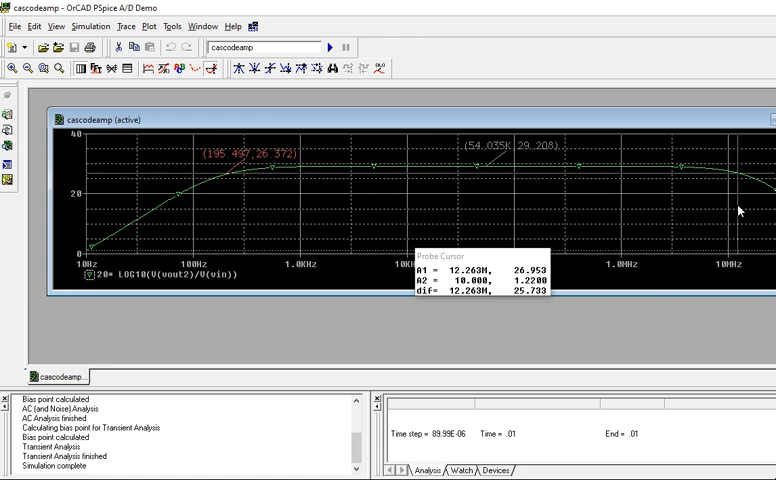 cascodeamp - OrCAD PSpice A/D Demo
File Edit View Simulation Trace Plot Tools Window Help
cascodeamp
cascodeamp (active)
40
(195.497,26.372)
(54.035K,29.208)
20
0
10Hz 100Hz 1.0KHz 1.0MHz 10MHz
20* LOG10(V(vout2)/V(vin))
Probe Cursor
A1 = 12.263M, 26.953
A2 = 10.000, 1.2200
dif= 12.263M, 25.733
cascodeamp...
Bias point calculated
AC (and Noise) Analysis
AC Analysis finished
Calculating bias point for Transient Analysis
Bias point calculated
Transient Analysis
Transient Analysis finished
Simulation complete
Time step = 89.99E-06 Time = .01 End = .01
Analysis Watch Devices